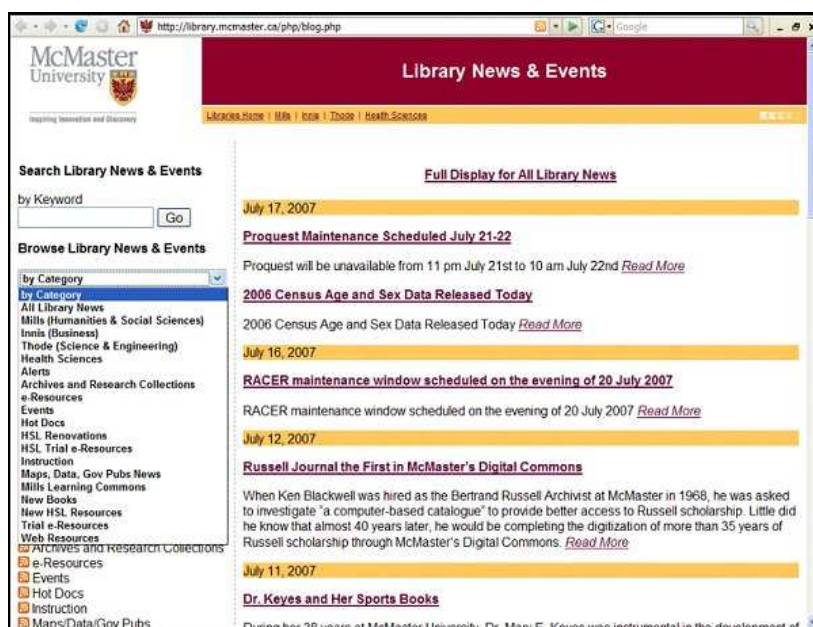 http://library.mcmaster.ca/php/blog.php
Google
McMaster
University
Inspiring Innovation and Discovery
Library News & Events
Libraries Home | Mills | Innis | Thode | Health Sciences
Search Library News & Events
by Keyword
Go
Browse Library News & Events
by Category
by Category
All Library News
Mills (Humanities & Social Sciences)
Innis (Business)
Thode (Science & Engineering)
Health Sciences
Alerts
Archives and Research Collections
e-Resources
Events
Hot Docs
HSL Renovations
HSL Trial e-Resources
Instruction
Maps, Data, Gov Pubs News
Mills Learning Commons
New Books
New HSL Resources
Trial e-Resources
Web Resources
Archives and Research Collections
e-Resources
Events
Hot Docs
Instruction
Maps/Data/Gov Pubs
Full Display for All Library News
July 17, 2007
Proquest Maintenance Scheduled July 21-22
Proquest will be unavailable from 11 pm July 21st to 10 am July 22nd Read More
2006 Census Age and Sex Data Released Today
2006 Census Age and Sex Data Released Today Read More
July 16, 2007
RACER maintenance window scheduled on the evening of 20 July 2007
RACER maintenance window scheduled on the evening of 20 July 2007 Read More
July 12, 2007
Russell Journal the First in McMaster's Digital Commons
When Ken Blackwell was hired as the Bertrand Russell Archivist at McMaster in 1968, he was asked
to investigate "a computer-based catalogue" to provide better access to Russell scholarship. Little did
he know that almost 40 years later, he would be completing the digitization of more than 35 years of
Russell scholarship through McMaster's Digital Commons. Read More
July 11, 2007
Dr. Keyes and Her Sports Books
During her 38 years at McMaster University, Dr. Mary E. Keyes was instrumental in the development of